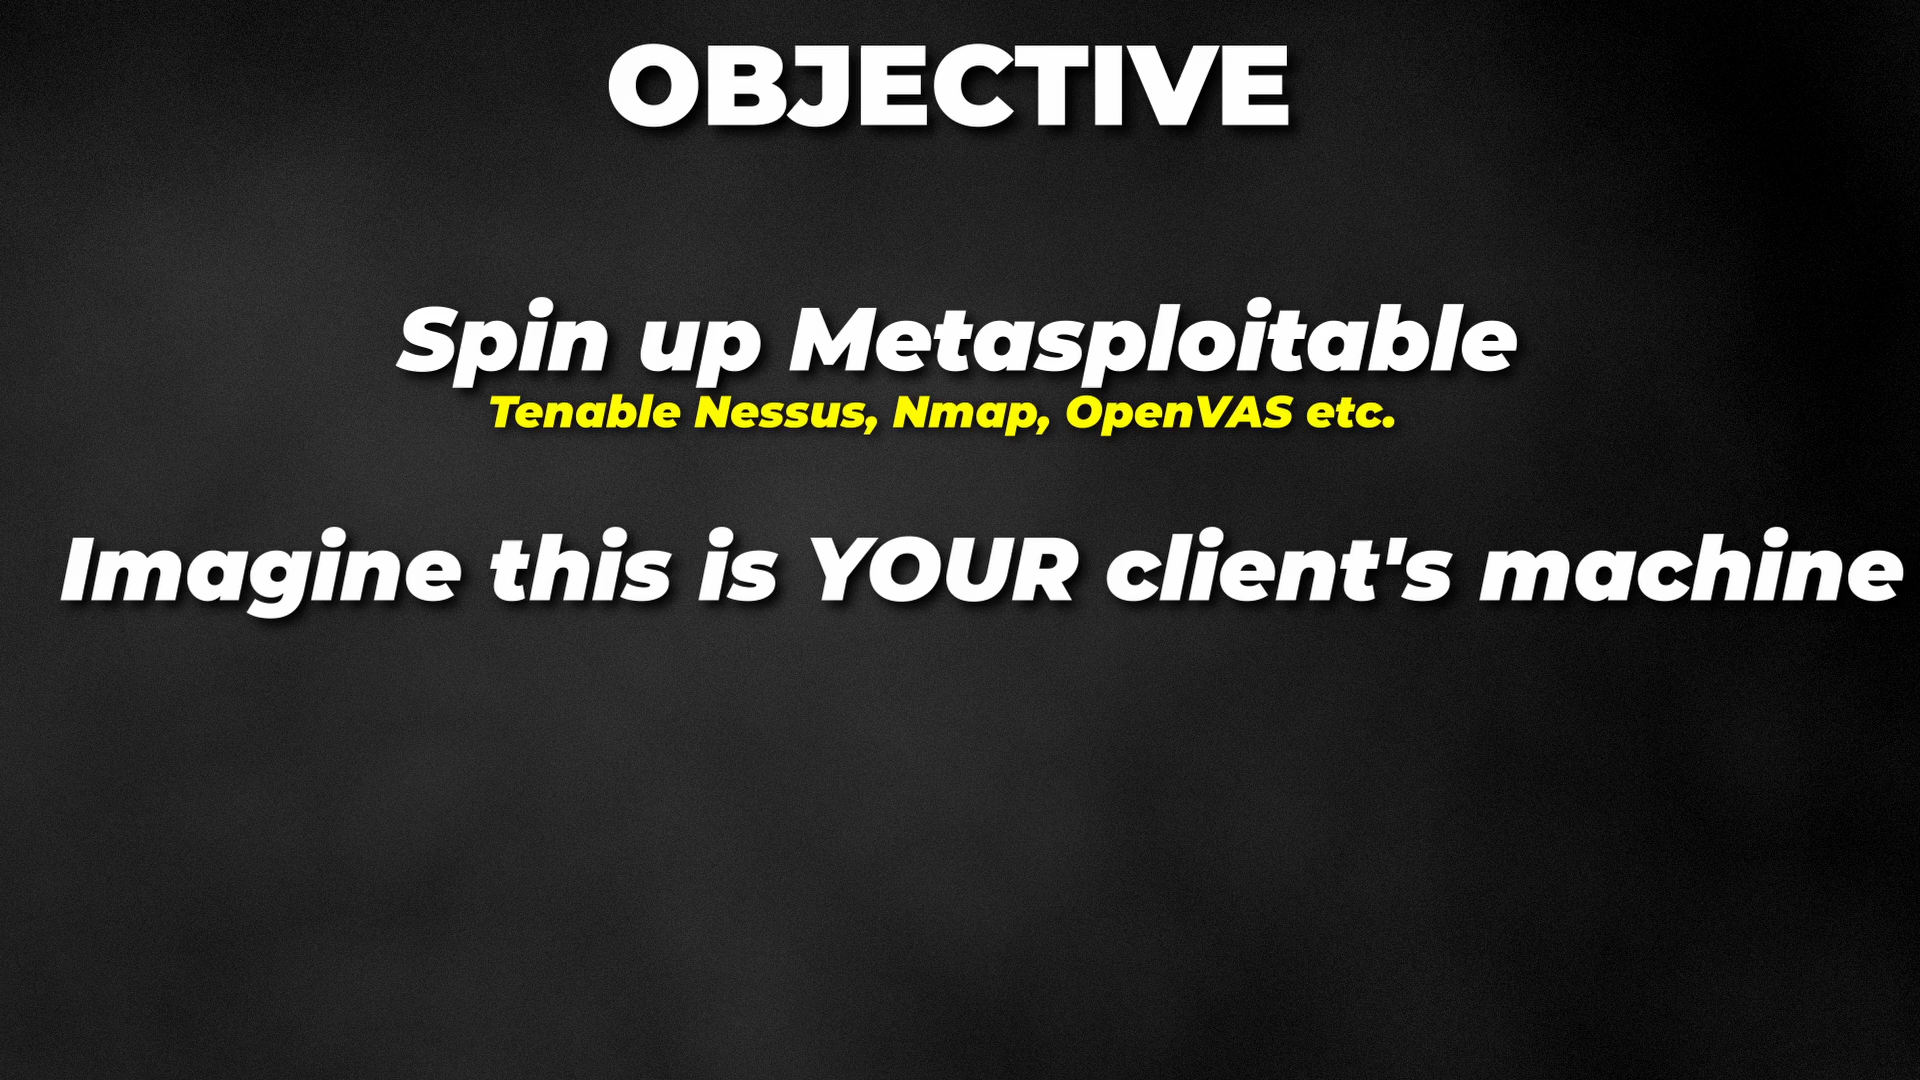 OBJECTIVE
Spin up Metasploitable
Tenable Nessus, Nmap, OpenVAS etc.
Imagine this is YOUR client's machine